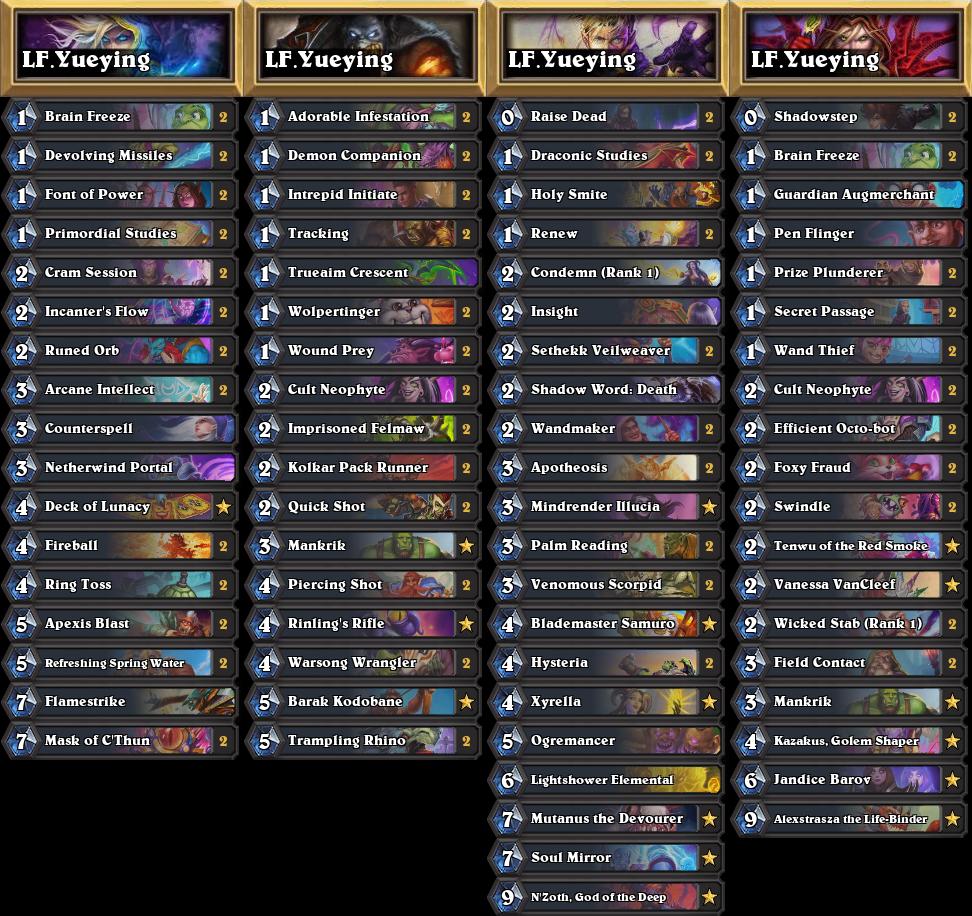 LF.Yueying
1 Brain Freeze 2
1 Devolving Missiles 2
1 Font of Power 2
1 Primordial Studies 2
2 Cram Session 2
2 Incanter's Flow 2
2 Runed Orb 2
3 Arcane Intellect 2
3 Counterspell
3 Netherwind Portal
4 Deck of Lunacy
4 Fireball 2
4 Ring Toss 2
5 Apexis Blast 2
5 Refreshing Spring Water 2
7 Flamestrike
7 Mask of C'Thun 2
LF.Yueying
1 Adorable Infestation 2
1 Demon Companion 2
1 Intrepid Initiate 2
1 Tracking 2
1 Trueaim Crescent
1 Wolpertinger 2
1 Wound Prey 2
2 Cult Neophyte 2
2 Imprisoned Felmaw 2
2 Kolkar Pack Runner 2
2 Quick Shot 2
3 Mankrik
4 Piercing Shot 2
4 Rinling's Rifle
4 Warsong Wrangler 2
5 Barak Kodobane
5 Trampling Rhino 2
LF.Yueying
0 Raise Dead 2
1 Draconic Studies 2
1 Holy Smite
1 Renew 2
2 Condemn (Rank 1)
2 Insight
2 Sethekk Veilweaver 2
2 Shadow Word: Death
2 Wandmaker 2
3 Apotheosis 2
3 Mindrender Illucia
3 Palm Reading 2
3 Venomous Scorpid 2
4 Blademaster Samuro
4 Hysteria 2
4 Xyrella
5 Ogremancer
6 Lightshower Elemental
7 Mutanus the Devourer
7 Soul Mirror
9 N'Zoth, God of the Deep
LF.Yueying
0 Shadowstep 2
1 Brain Freeze 2
1 Guardian Augmerchant
1 Pen Flinger
1 Prize Plunderer 2
1 Secret Passage 2
1 Wand Thief 2
2 Cult Neophyte 2
2 Efficient Octo-bot 2
2 Foxy Fraud 2
2 Swindle 2
2 Tenwu of the Red Smoke
2 Vanessa VanCleef
2 Wicked Stab (Rank 1) 2
3 Field Contact 2
3 Mankrik
4 Kazakus, Golem Shaper
6 Jandice Barov
9 Alexstrasza the Life-Binder